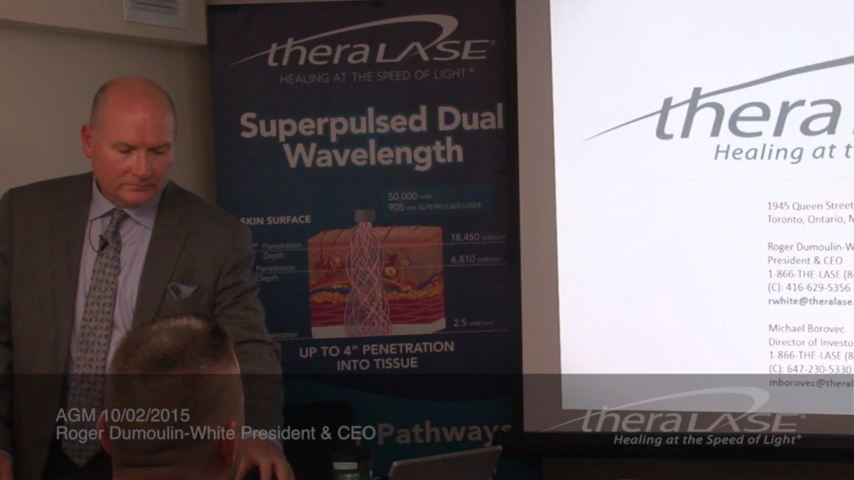 theraLASE®
HEALING AT THE SPEED OF LIGHT®
Superpulsed Dual
Wavelength
50,000 mW
905 nm SUPERPULSED LASER
SKIN SURFACE
Penetration
Depth
18,450
Penetration
Depth
6,810
2.5
UP TO 4" PENETRATION
INTO TISSUE
Pathways
thera
Healing at
1945 Queen Street
Toronto, Ontario,
Roger Dumoulin-W
President & CEO
1-866-THE-LASE (8
(C): 416-629-5356
rwhite@theralase.
Michael Borovec
Director of Investo
1-866-THE-LASE (8
(C): 647-230-5330
mborovec@theral
AGM 10/02/2015
Roger Dumoulin-White President & CEO
theraLASE®
Healing at the Speed of Light®